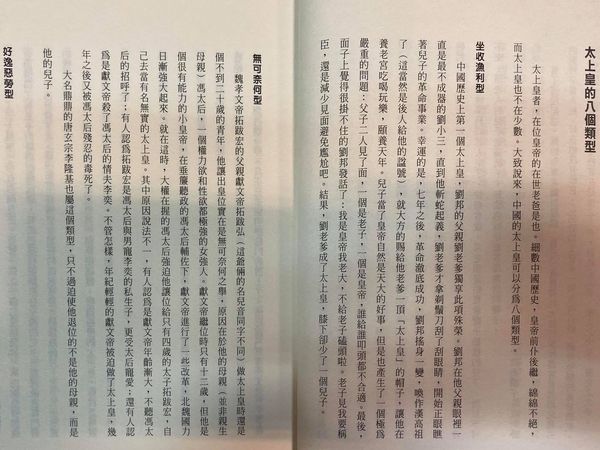 太上皇的八個類型
太上皇者，在位皇帝的在世老爸是也。細數中國歷史，皇帝前仆後繼，綿綿不絕，
而太上皇也不在少數。大致說來，中國的太上皇可以分爲八個類型。
坐收漁利型
中國歷史上第一個太上皇，劉邦的父親劉老爹獨享此項殊榮。劉邦在他父親眼裡一
直是最不成器的劉小三，直到他斬蛇起義，劉老爹才拿剃鬚刀刮了刮眼睛，開始正眼瞧
著兒子的革命事業。幸運的是，七年之後，革命徹底成功，劉邦搖身一變，喚作漢高祖
了（這當然是後人給他的諡號），就大方的賜給他老爹一頂「太上皇」的帽子，讓他在
養老宮吃喝玩樂，頤養天年。兒子當了皇帝自然是天大的好事，但是也產生了一個極爲
嚴重的問題：父子二人見了面，一個是老子，一個是皇帝，誰給誰叩頭都不合適。最後，
面子上覺得很掛不住的劉邦發話了：我是皇帝我老大，不給老子磕頭啦。老子見我要稱
臣，還是減少見面避免尷尬吧。結果，劉老爹成了太上皇，膝下卻少了一個兒子。
無可奈何型
魏孝文帝拓跋宏的父親獻文帝拓跋弘（這爺倆的名兒音同字不同）做太上皇時還是
個不到二十歲的青年，他讓出皇位實在是無可奈何之舉，原因在於他的母親（並非親生
母親）馮太后，一個權力欲和性欲都極強的女強人。獻文帝繼位時只有十二歲，但他是
個很有能力的小皇帝，在垂簾聽政的馮太后輔佐下，獻文帝進行了一些改革，北魏國力
日漸強大起來。就在這時，大權在握的馮太后強迫他讓位給只有四歲的太子拓跋宏，自
己去當有名無實的太上皇。其中原因說法不一，有人認爲是獻文帝年齡漸大，不聽馮太
后的招呼了；有人認爲拓跋宏是馮太后與男寵李奕的私生子，更受太后寵愛；還有人認
爲是獻文帝殺了馮太后的情夫李奕。不管怎樣，年紀輕輕的獻文帝被迫做了太上皇，幾
年之後又被馮太后殘忍的毒死了。
大名鼎鼎的唐玄宗李隆基也屬這個類型，只不過迫使他退位的不是他的母親，而是
他的兒子。
好逸惡勞型